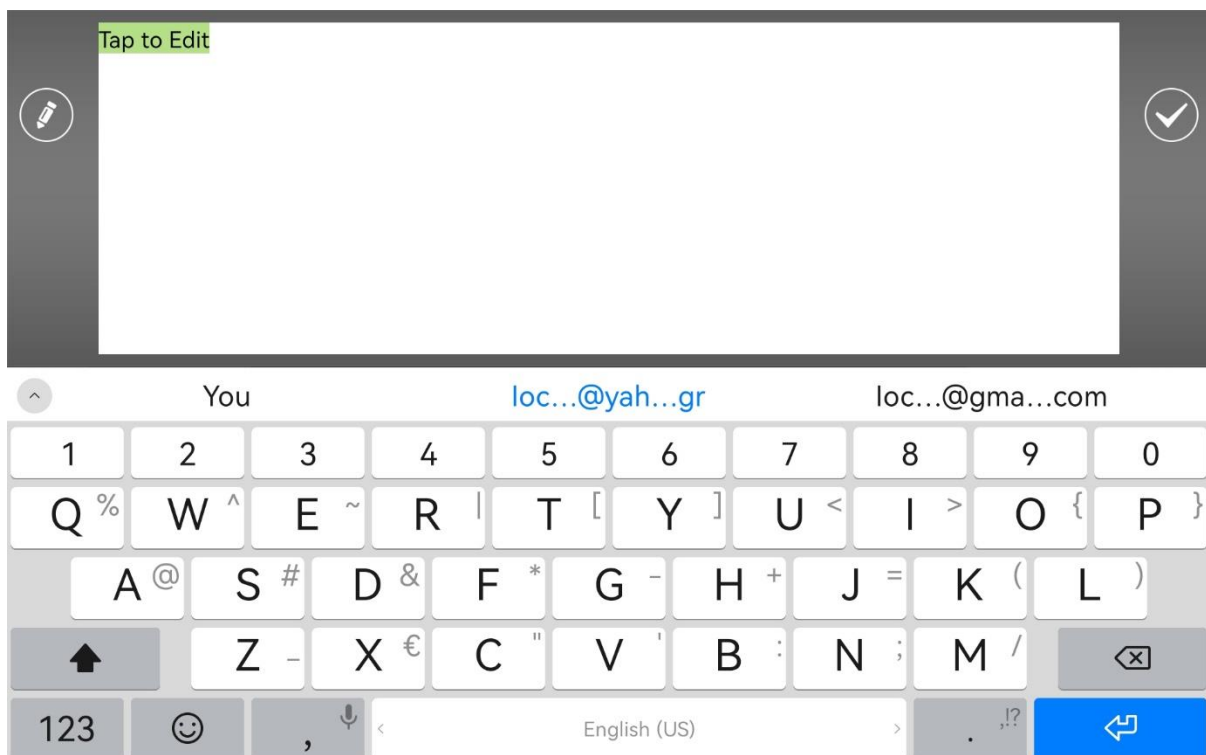 Tap to Edit
You loc...@yah...gr loc...@gma...com
1 2 3 4 5 6 7 8 9 0
Q % W ^ E ~ R | T [ Y ] U < I > O { P }
A @ S # D & F * G - H + J = K ( L )
Z _ X € C " V ' B : N ; M /
123 , < English (US) > . ,!?